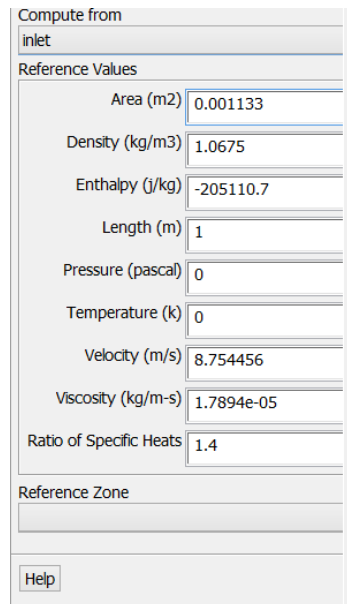 Compute from
inlet
Reference Values
Area (m2) 0.001133
Density (kg/m3) 1.0675
Enthalpy (j/kg) -205110.7
Length (m) 1
Pressure (pascal) 0
Temperature (k) 0
Velocity (m/s) 8.754456
Viscosity (kg/m-s) 1.7894e-05
Ratio of Specific Heats 1.4
Reference Zone
Help